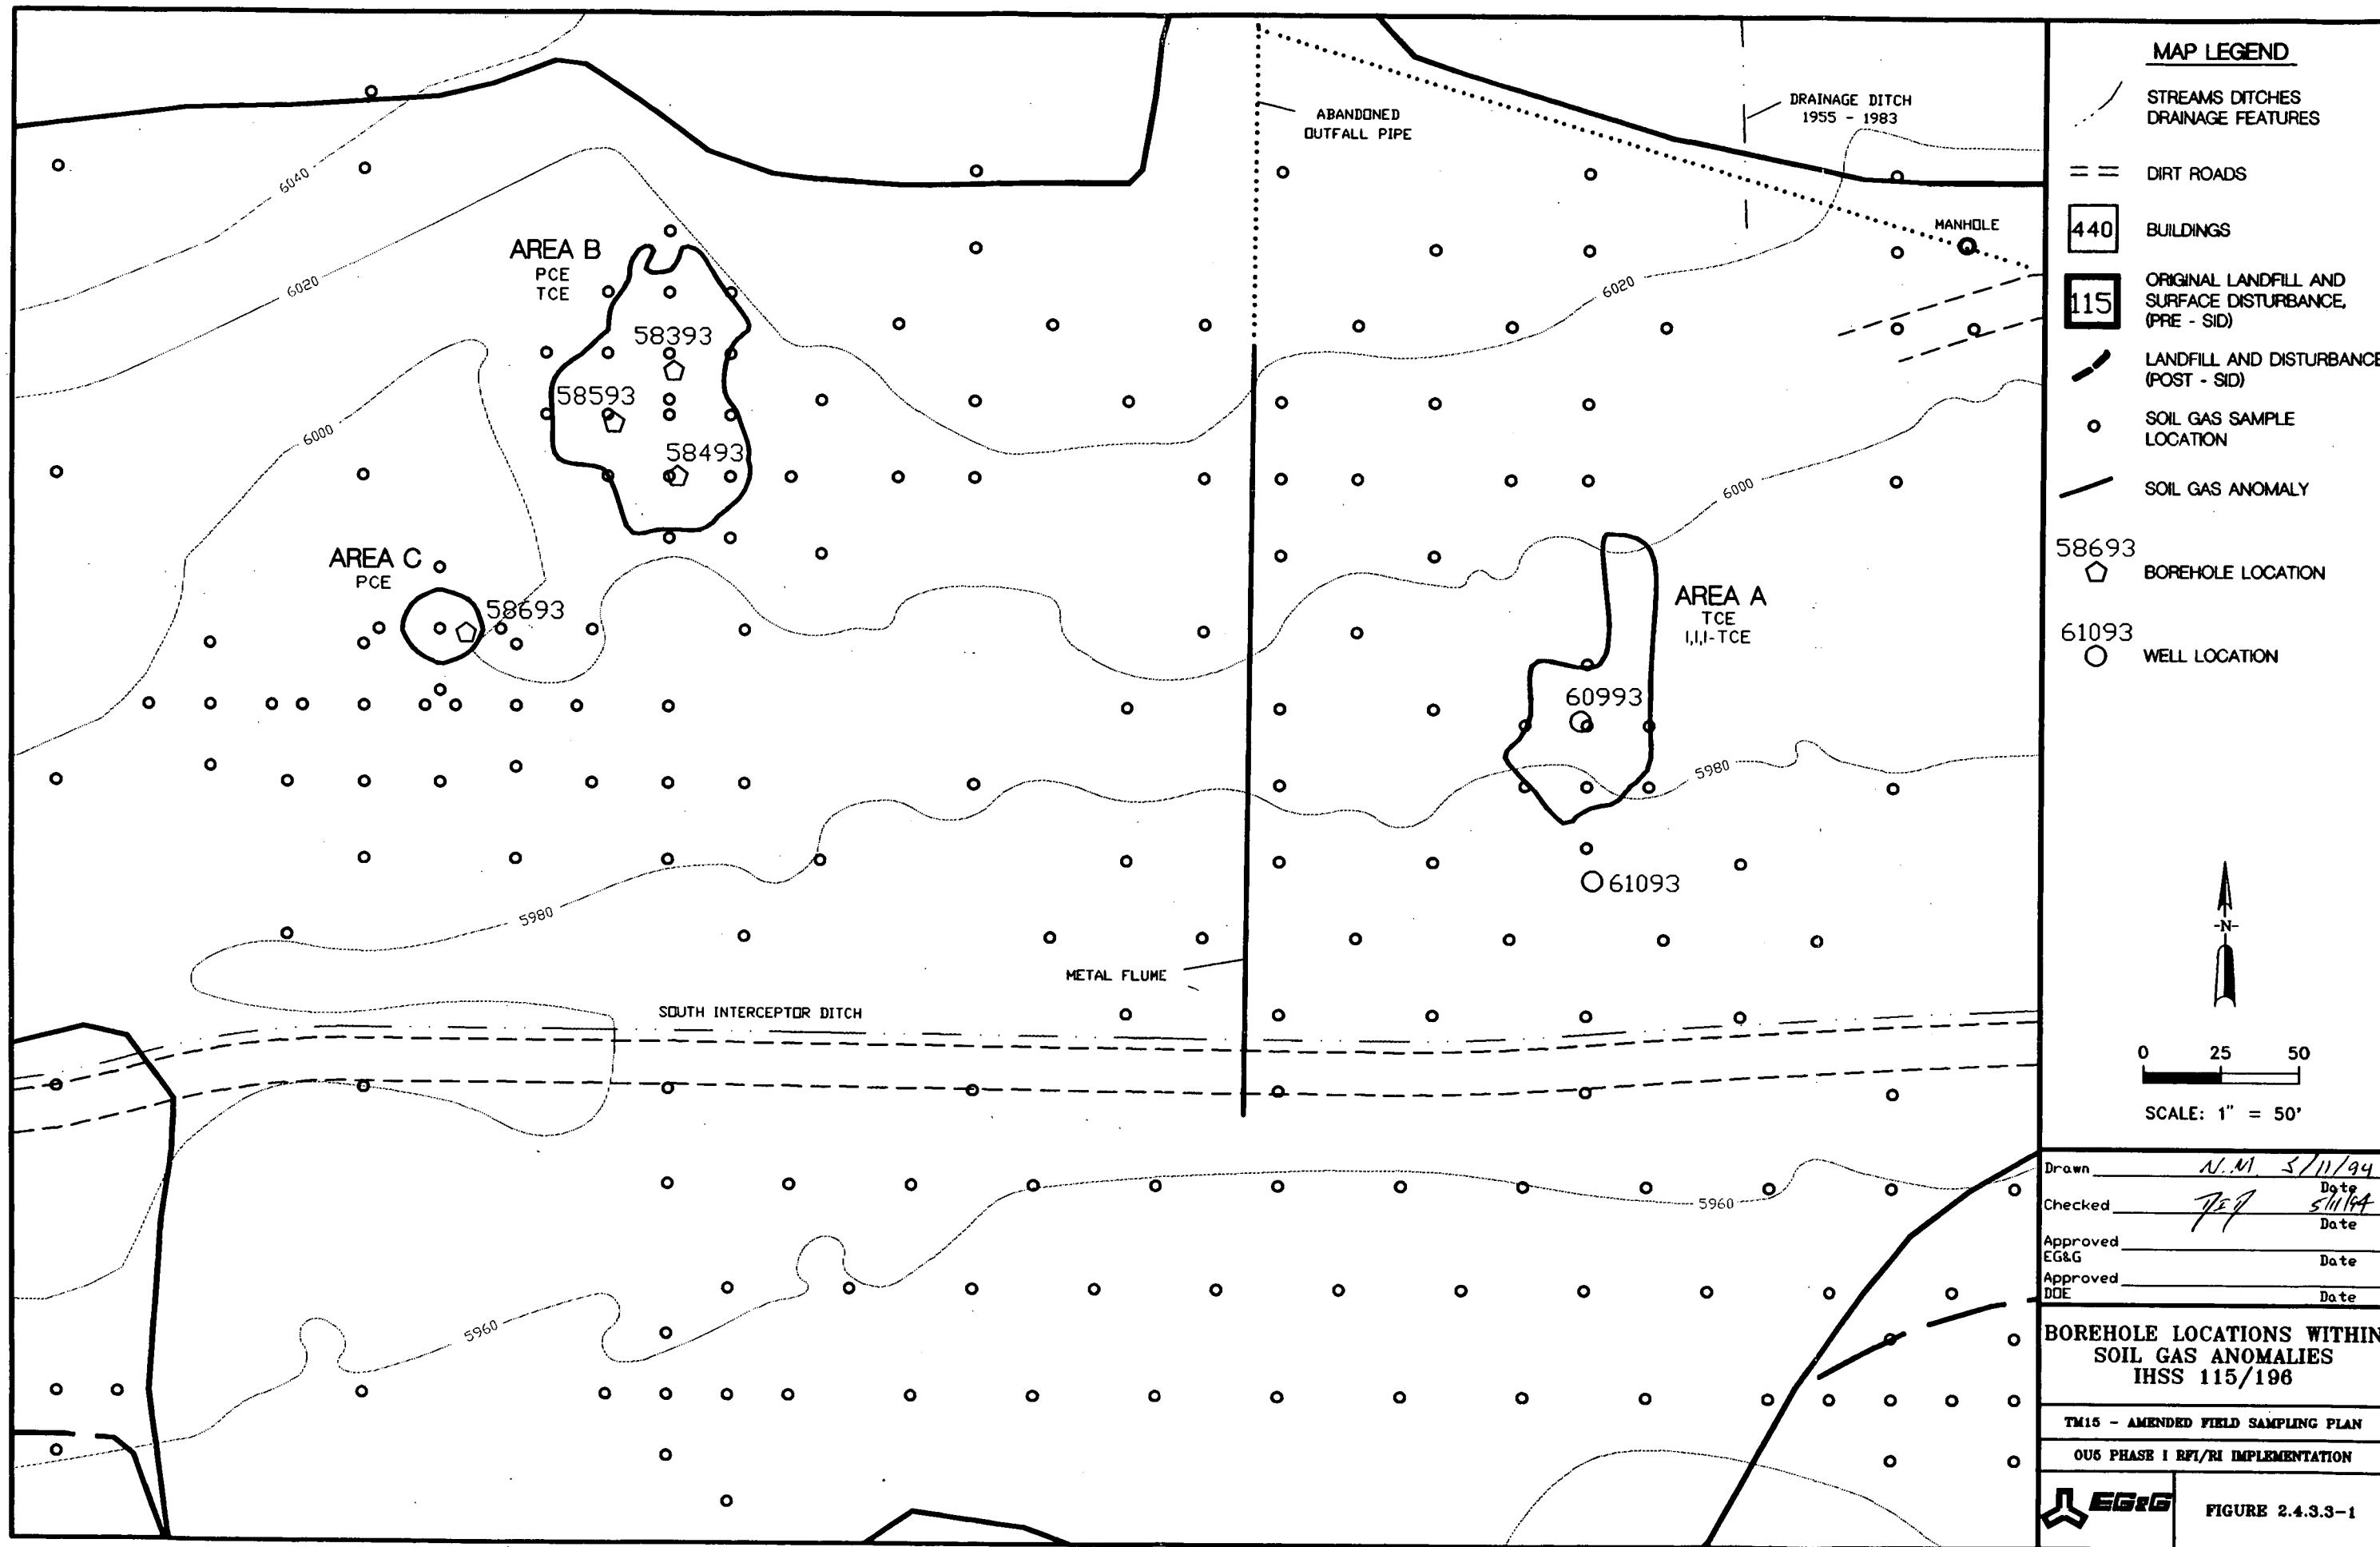 ABANDONED
OUTFALL PIPE
DRAINAGE DITCH
1955 - 1983
MANHOLE
6040
6020
AREA B
PCE
TCE
58393
58593
58493
6020
6000
6000
AREA C
PCE
58693
AREA A
TCE
1,1,1-TCE
60993
5980
61093
5980
METAL FLUME
SOUTH INTERCEPTOR DITCH
5960
5960
MAP LEGEND
STREAMS DITCHES
DRAINAGE FEATURES
DIRT ROADS
440
BUILDINGS
115
ORIGINAL LANDFILL AND
SURFACE DISTURBANCE,
(PRE - SID)
LANDFILL AND DISTURBANCE
(POST - SID)
SOIL GAS SAMPLE
LOCATION
SOIL GAS ANOMALY
58693
BOREHOLE LOCATION
61093
WELL LOCATION
-N-
0 25 50
SCALE: 1" = 50'
Drawn N.M. 5/11/94
Date
Checked 5/11/94
Date
Approved
EG&G Date
Approved
DOE Date
BOREHOLE LOCATIONS WITHIN
SOIL GAS ANOMALIES
IHSS 115/196
TM15 - AMENDED FIELD SAMPLING PLAN
OU5 PHASE I RFI/RI IMPLEMENTATION
EG&G
FIGURE 2.4.3.3-1